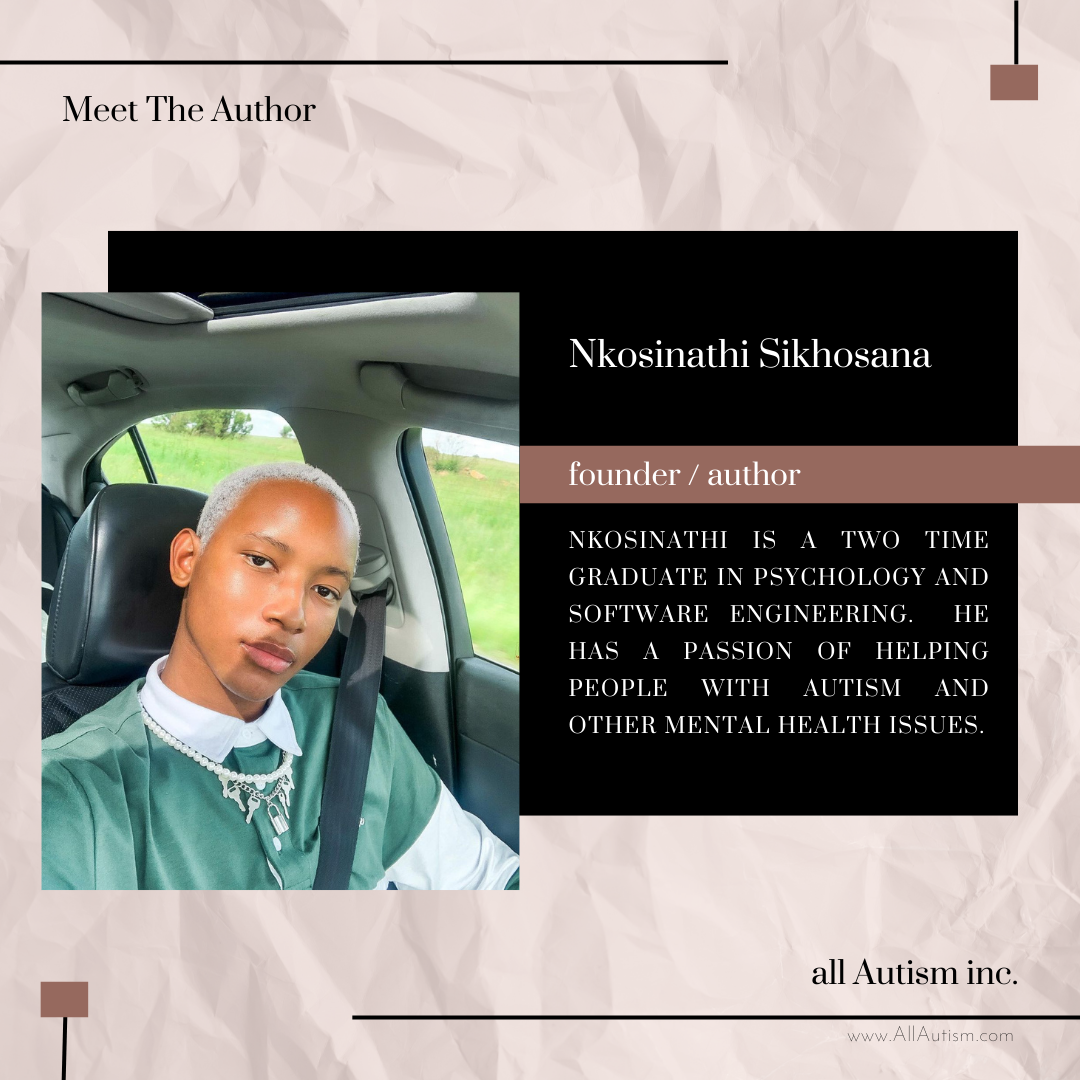 Meet The Author
Nkosinathi Sikhosana
founder / author
NKOSINATHI IS A TWO TIME
GRADUATE IN PSYCHOLOGY AND
SOFTWARE ENGINEERING. HE
HAS A PASSION OF HELPING
PEOPLE WITH AUTISM AND
OTHER MENTAL HEALTH ISSUES.
all Autism inc.
www.AllAutism.com